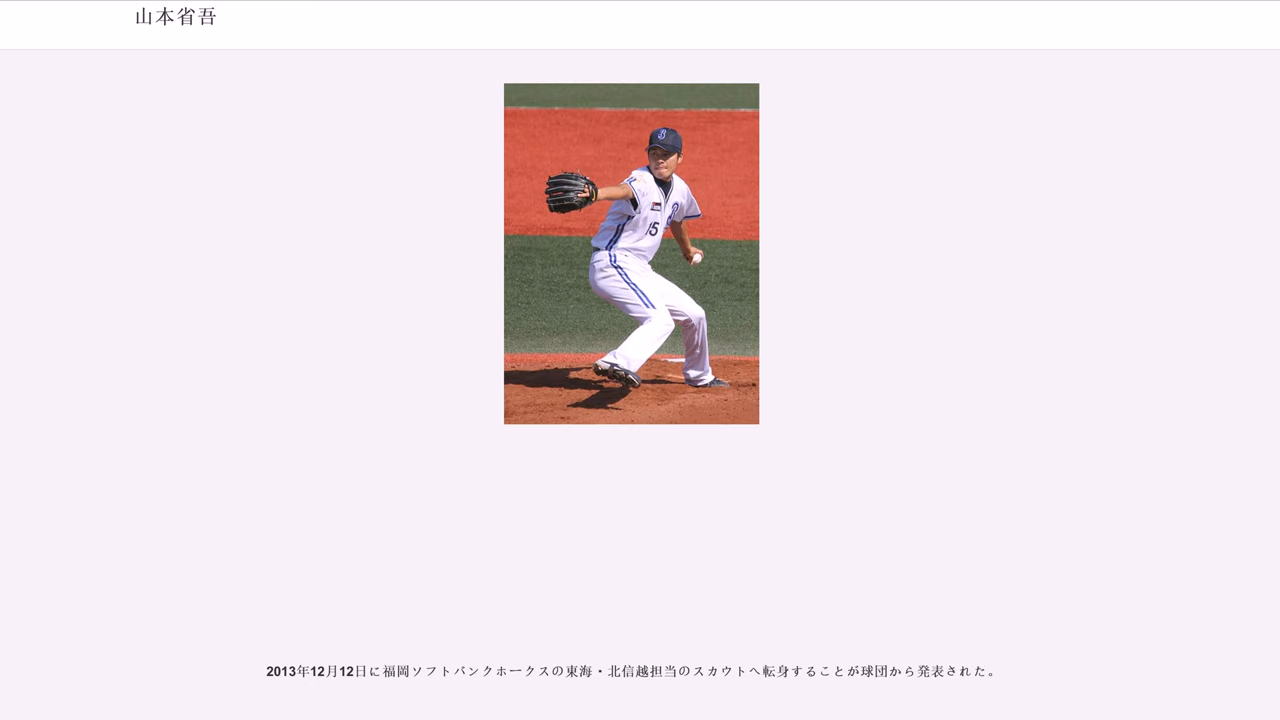 山本省吾
15
2013年12月12日に福岡ソフトバンクホークスの東海・北信越担当のスカウトへ転身することが球団から発表された。